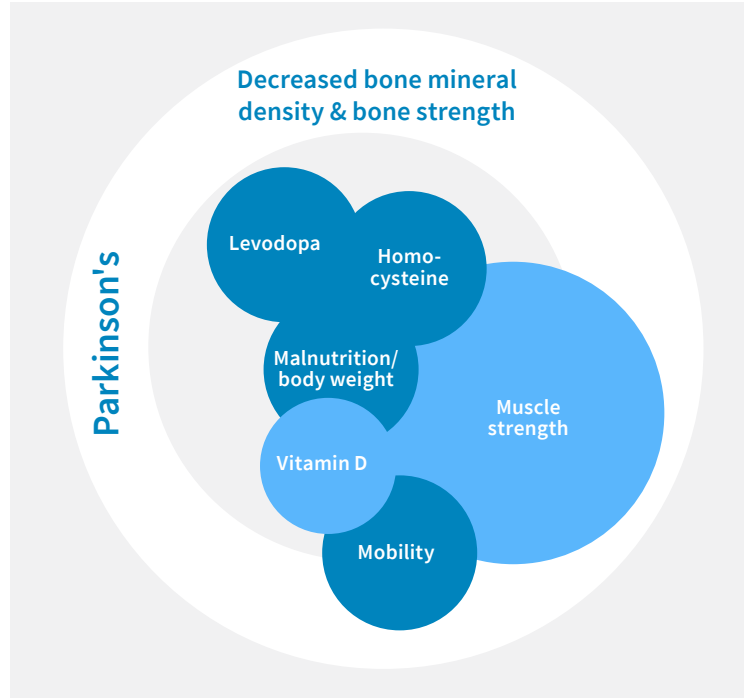 Decreased bone mineral
density & bone strength
Parkinson's
Levodopa
Homo-
cysteine
Malnutrition/
body weight
Muscle
strength
Vitamin D
Mobility